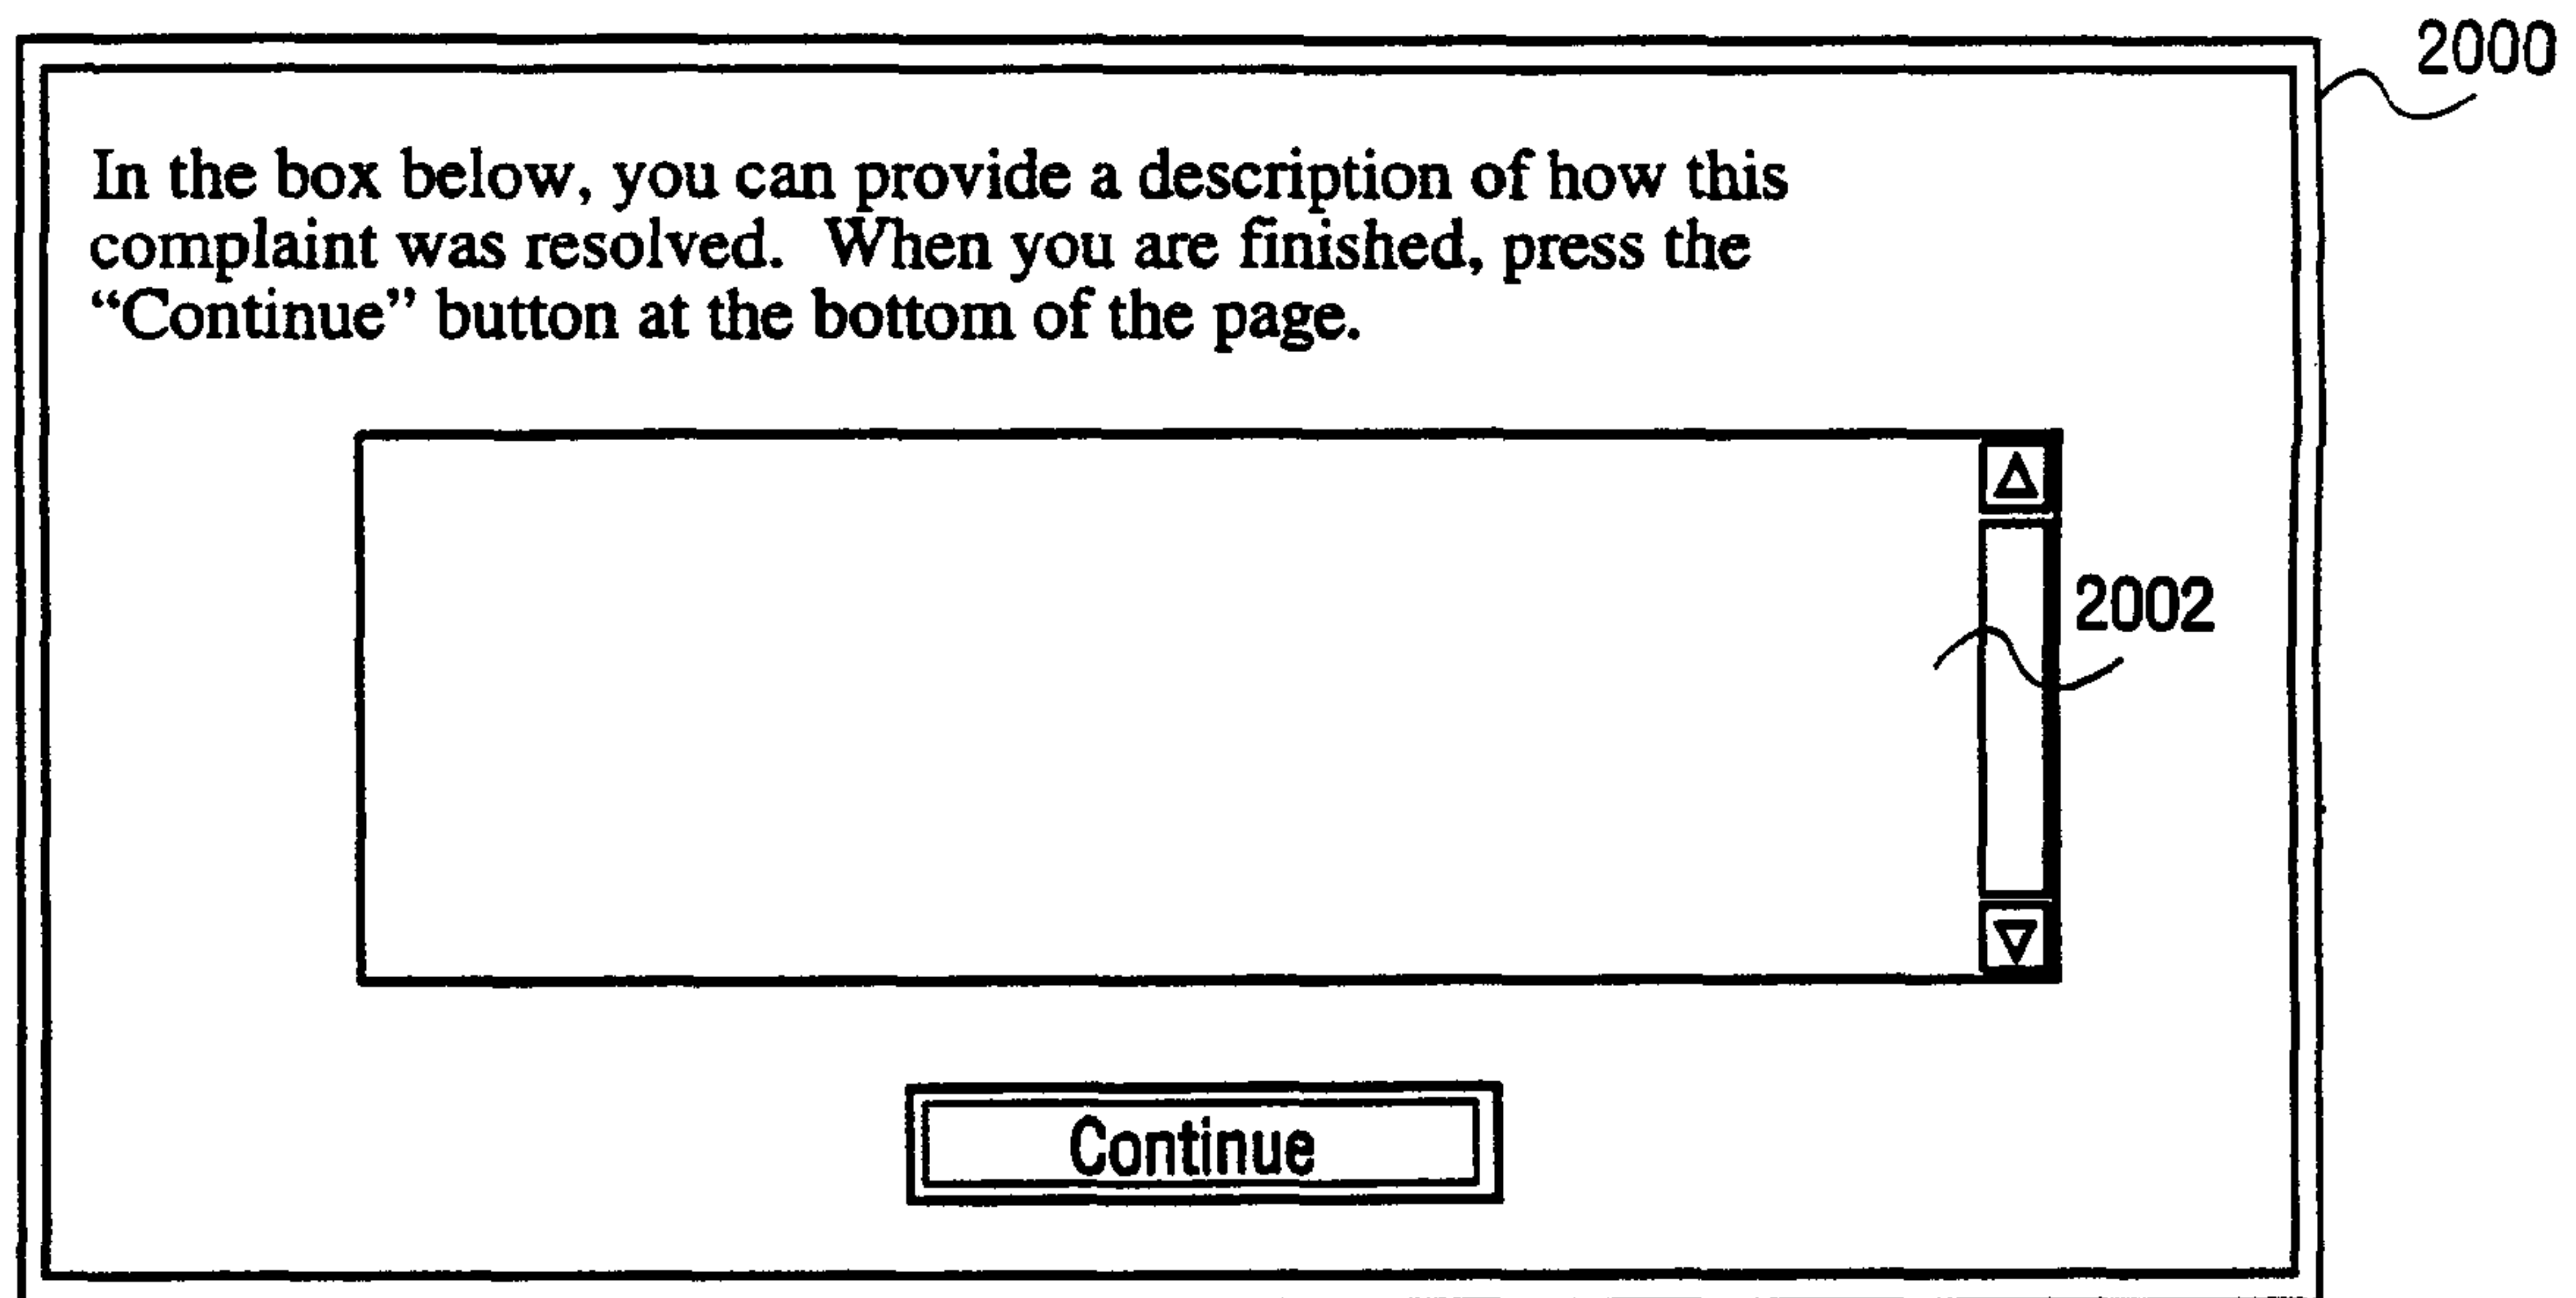 2000
In the box below, you can provide a description of how this
complaint was resolved.  When you are finished, press the
“Continue” button at the bottom of the page.
2002
Continue